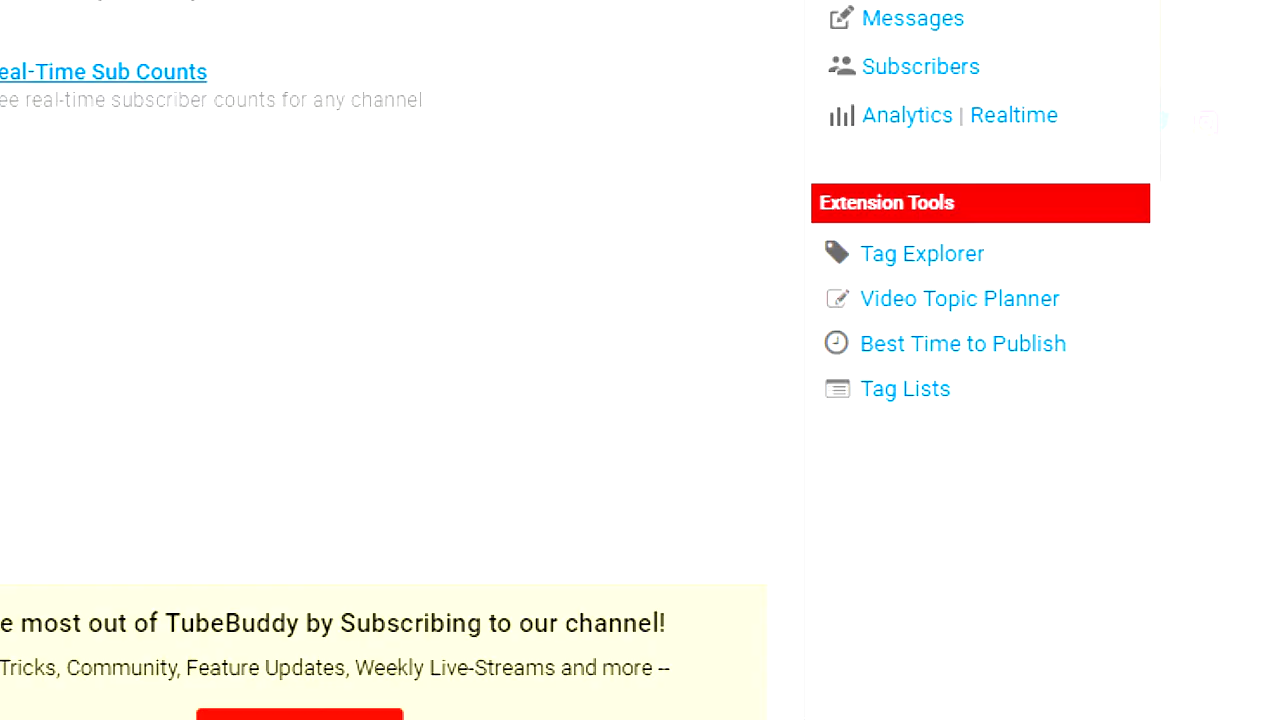 eal-Time Sub Counts
ee real-time subscriber counts for any channel
Messages
Subscribers
Analytics | Realtime
Extension Tools
Tag Explorer
Video Topic Planner
Best Time to Publish
Tag Lists
e most out of TubeBuddy by Subscribing to our channel!
Tricks, Community, Feature Updates, Weekly Live-Streams and more --